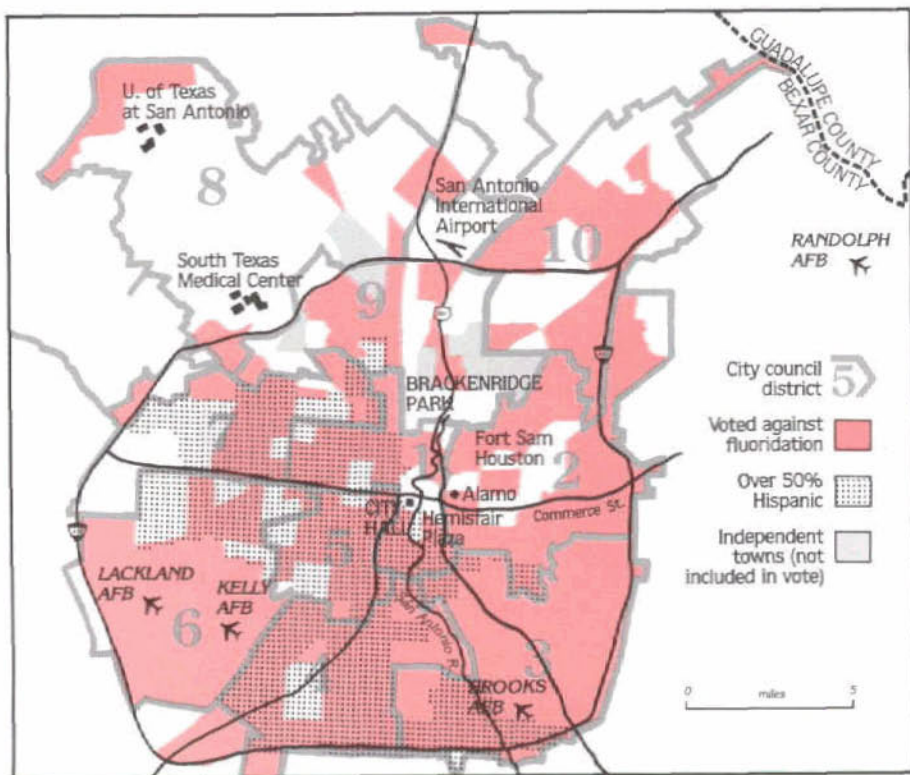 GUADALUPE COUNTY
BEXAR COUNTY
U. of Texas
at San Antonio
8
San Antonio
International
Airport
10
RANDOLPH
AFB
South Texas
Medical Center
9
BRACKENRIDGE
PARK
7
Fort Sam
Houston
1
2
Alamo
CITY
HALL
Hemisfair
Plaza
Commerce St.
5
LACKLAND
AFB
KELLY
AFB
6
San Antonio R.
3
BROOKS
AFB
City council
district
5
Voted against
fluoridation
Over 50%
Hispanic
Independent
towns (not
included in vote)
0 miles 5